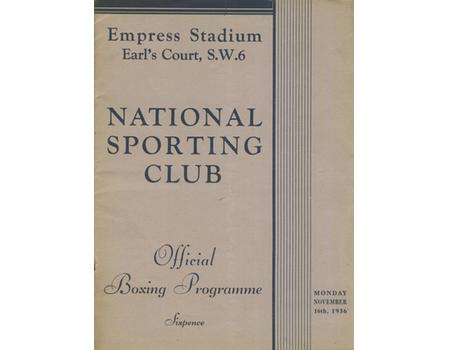 Empress Stadium
Earl's Court, S.W.6
NATIONAL
SPORTING
CLUB
Official
Boxing Programme
Sixpence
MONDAY
NOVEMBER
16th, 1936